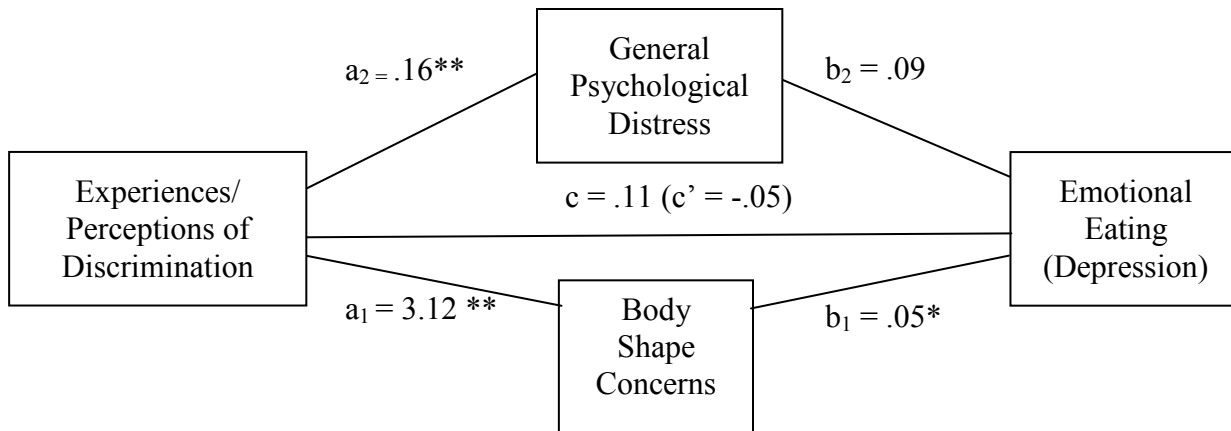 General
Psychological
Distress
a₂ = .16**
b₂ = .09
Experiences/
Perceptions of
Discrimination
c = .11 (c’ = -.05)
Emotional
Eating
(Depression)
a₁ = 3.12 **
Body
Shape
Concerns
b₁ = .05*